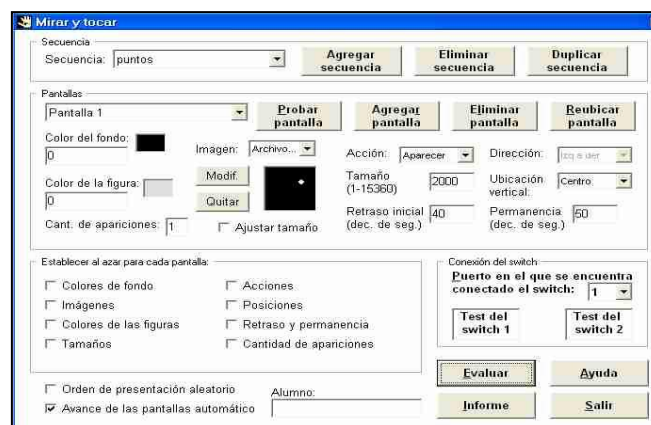 Mirar y tocar
Secuencia
Secuencia: puntos
Agregar secuencia
Eliminar secuencia
Duplicar secuencia
Pantallas
Pantalla 1
Probar pantalla
Agregar pantalla
Eliminar pantalla
Reubicar pantalla
Color del fondo:
0
Imagen: Archivo...
Acción: Aparecer
Dirección: Izq a der
Color de la figura:
0
Modif.
Quitar
Tamaño (1-15360) 2000
Ubicación vertical: Centro
Cant. de apariciones: 1
Ajustar tamaño
Retraso inicial (dec. de seg.) 40
Permanencia (dec. de seg.) 50
Establecer al azar para cada pantalla:
Colores de fondo
Acciones
Imágenes
Posiciones
Colores de las figuras
Retraso y permanencia
Tamaños
Cantidad de apariciones
Conexión del switch
Puerto en el que se encuentra
conectado el switch: 1
Test del switch 1
Test del switch 2
Orden de presentación aleatorio
Avance de las pantallas automático
Alumno:
Evaluar
Ayuda
Informe
Salir